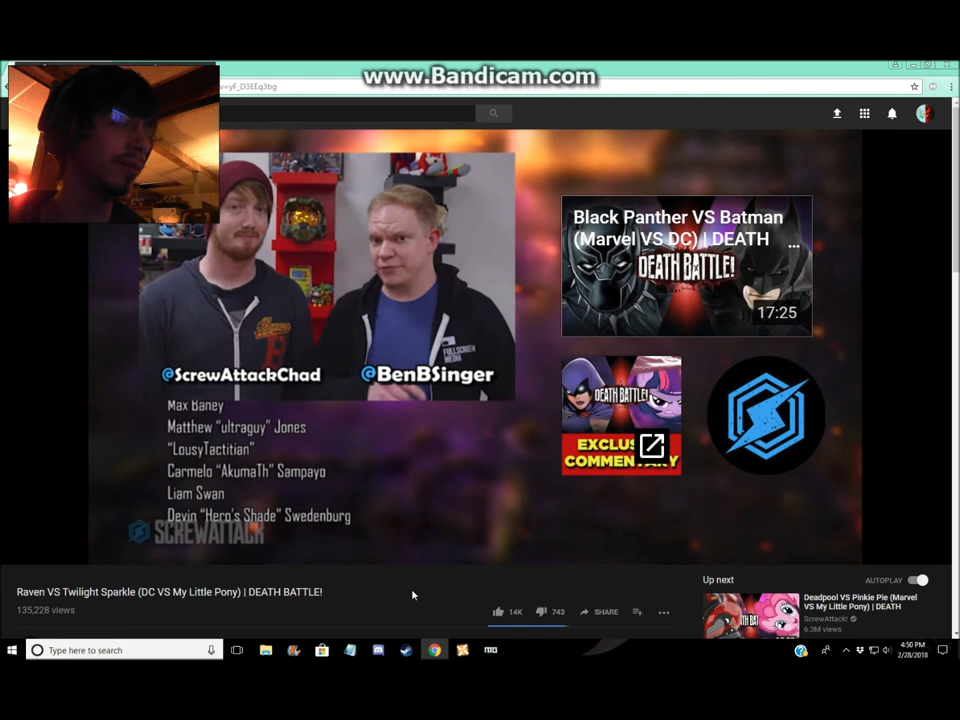 www.Bandicam.com
v=yF_D3EEq3bg
Black Panther VS Batman
(Marvel VS DC) | DEATH ...
DEATH BATTLE!
17:25
@ScrewAttackChad
@BenBSinger
FULLSCREEN
MEDIA
DEATH BATTLE!
EXCLU
COMMENTARY
Max Baney
Matthew "ultraguy" Jones
"LousyTactitian"
Carmelo "AkumaTh" Sampayo
Liam Swan
Devin "Hero's Shade" Swedenburg
SCREWATTACK
Raven VS Twilight Sparkle (DC VS My Little Pony) | DEATH BATTLE!
135,228 views
14K
743
SHARE
Up next
AUTOPLAY
Deadpool VS Pinkie Pie (Marvel
VS My Little Pony) | DEATH
ScrewAttack!
6.3M views
Type here to search
4:50 PM
2/28/2018